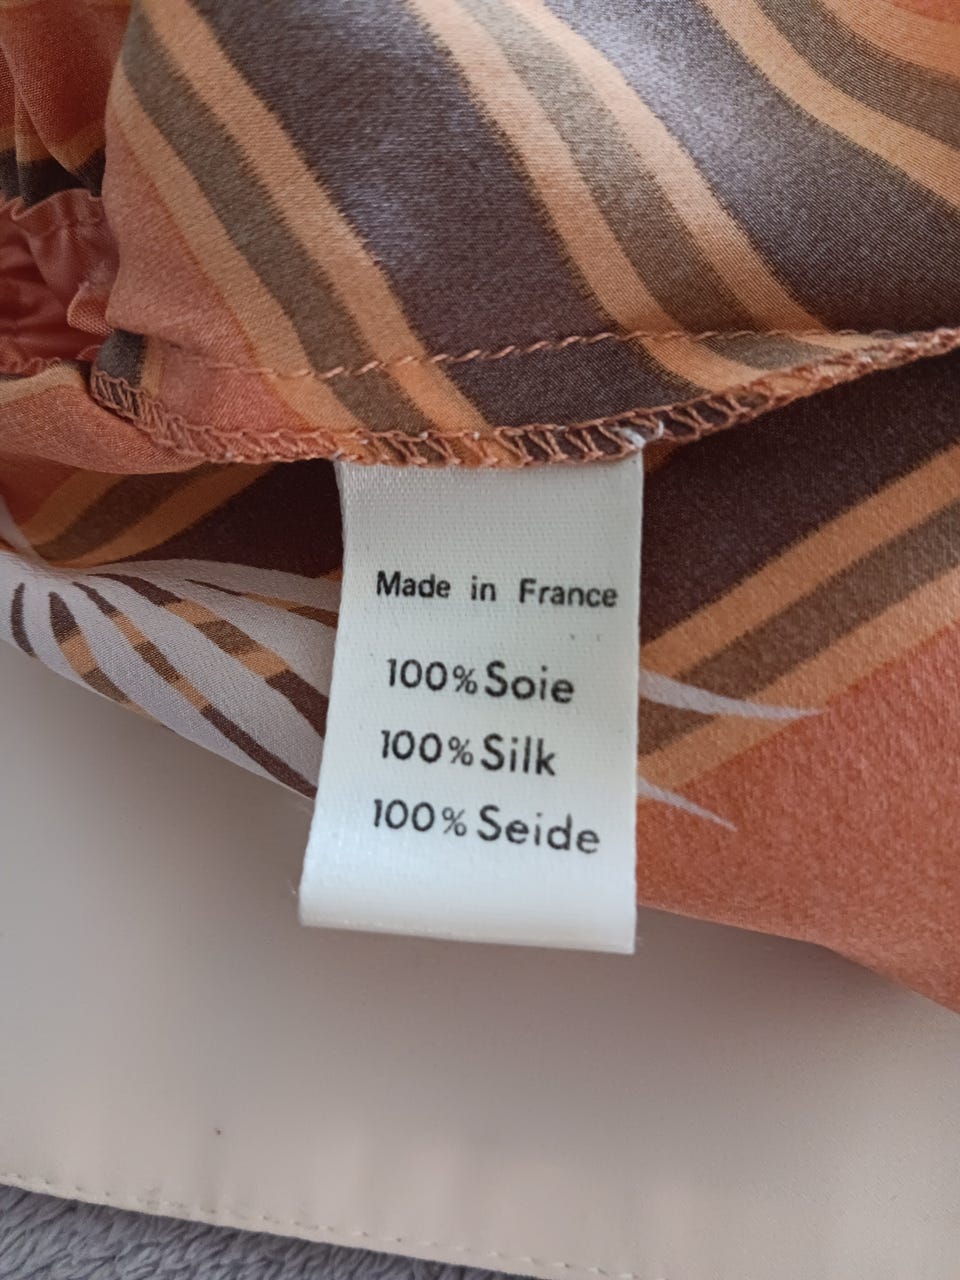 Made in France
100% Soie
100% Silk
100% Seide